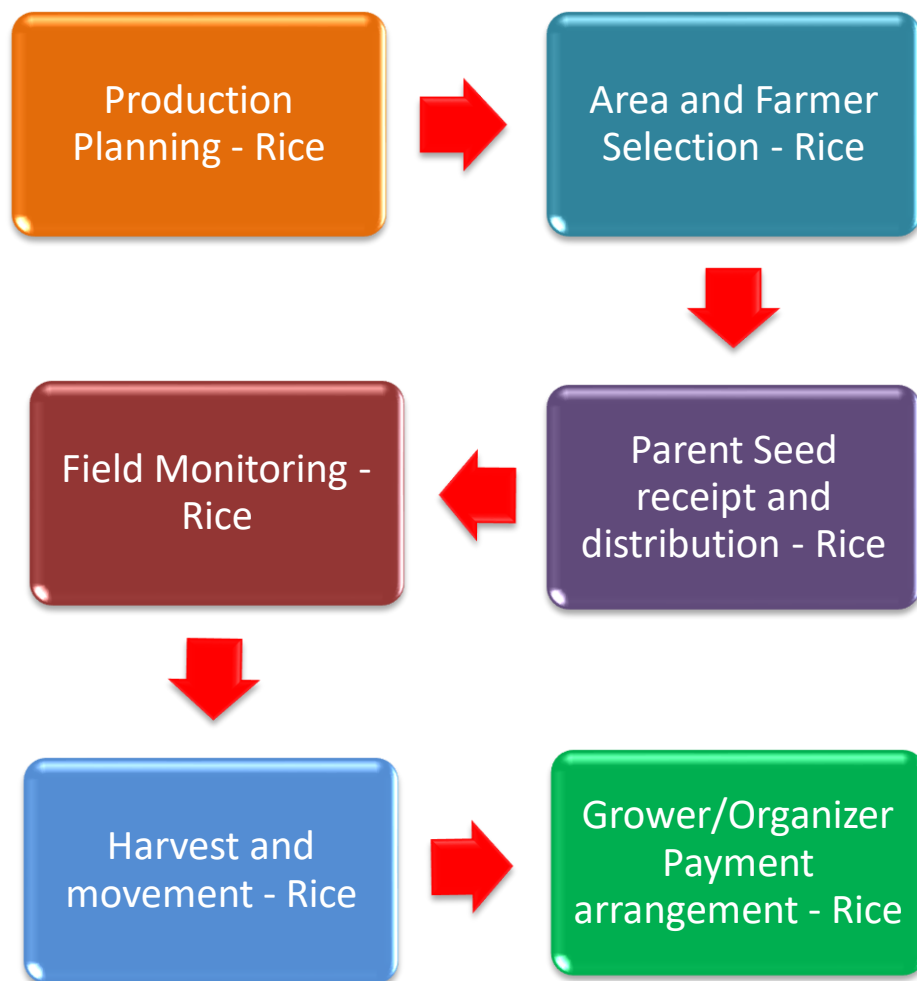 Production
Planning - Rice
Area and Farmer
Selection - Rice
Parent Seed
receipt and
distribution - Rice
Field Monitoring -
Rice
Harvest and
movement - Rice
Grower/Organizer
Payment
arrangement - Rice